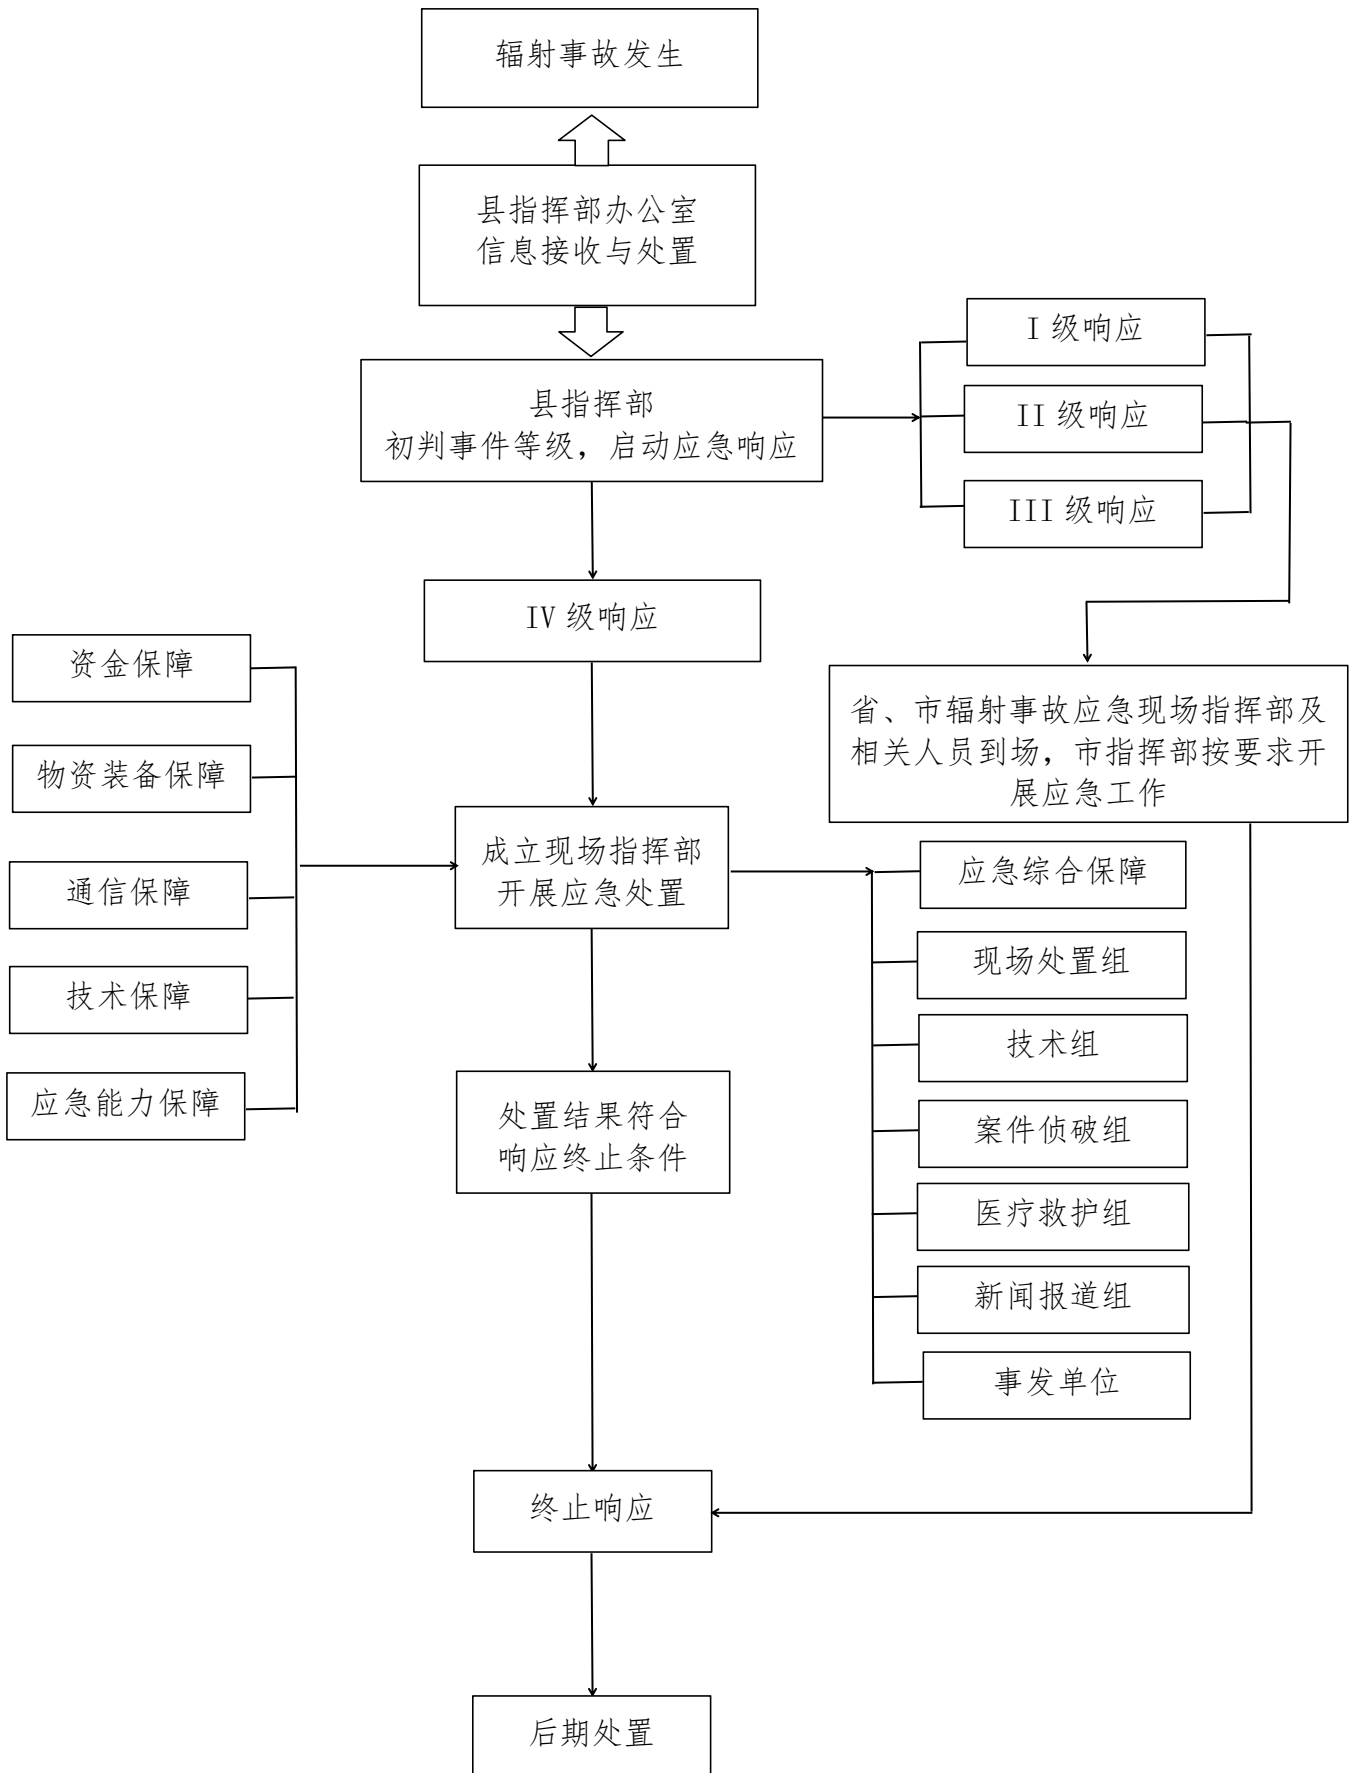 辐射事故发生
县指挥部办公室
信息接收与处置
县指挥部
初判事件等级，启动应急响应
I 级响应
II 级响应
III 级响应
IV 级响应
省、市辐射事故应急现场指挥部及
相关人员到场，市指挥部按要求开
展应急工作
资金保障
物资装备保障
通信保障
技术保障
应急能力保障
成立现场指挥部
开展应急处置
应急综合保障
现场处置组
技术组
案件侦破组
医疗救护组
新闻报道组
事发单位
处置结果符合
响应终止条件
终止响应
后期处置